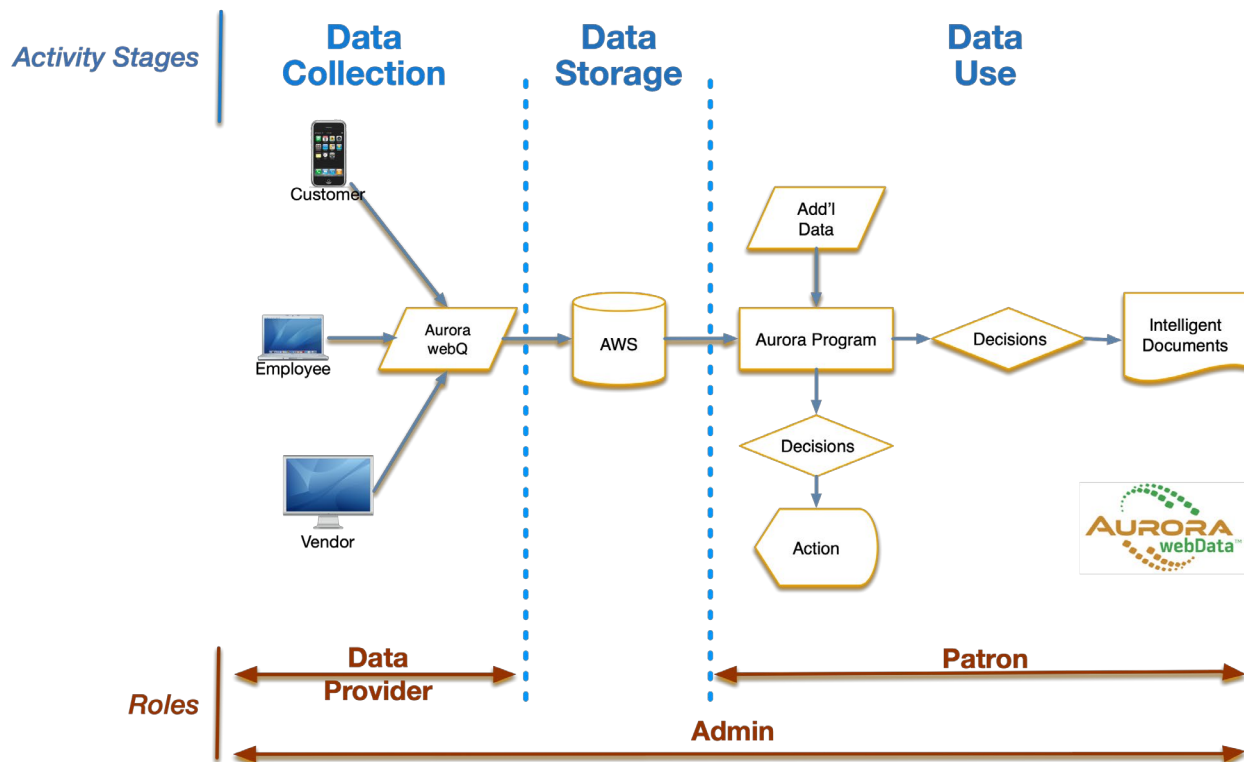 Activity Stages
Data
Collection
Data
Storage
Data
Use
Customer
Add'l
Data
Employee
Aurora
webQ
AWS
Aurora Program
Decisions
Intelligent
Documents
Decisions
Vendor
Action
AURORA
webData™
Roles
Data
Provider
Patron
Admin